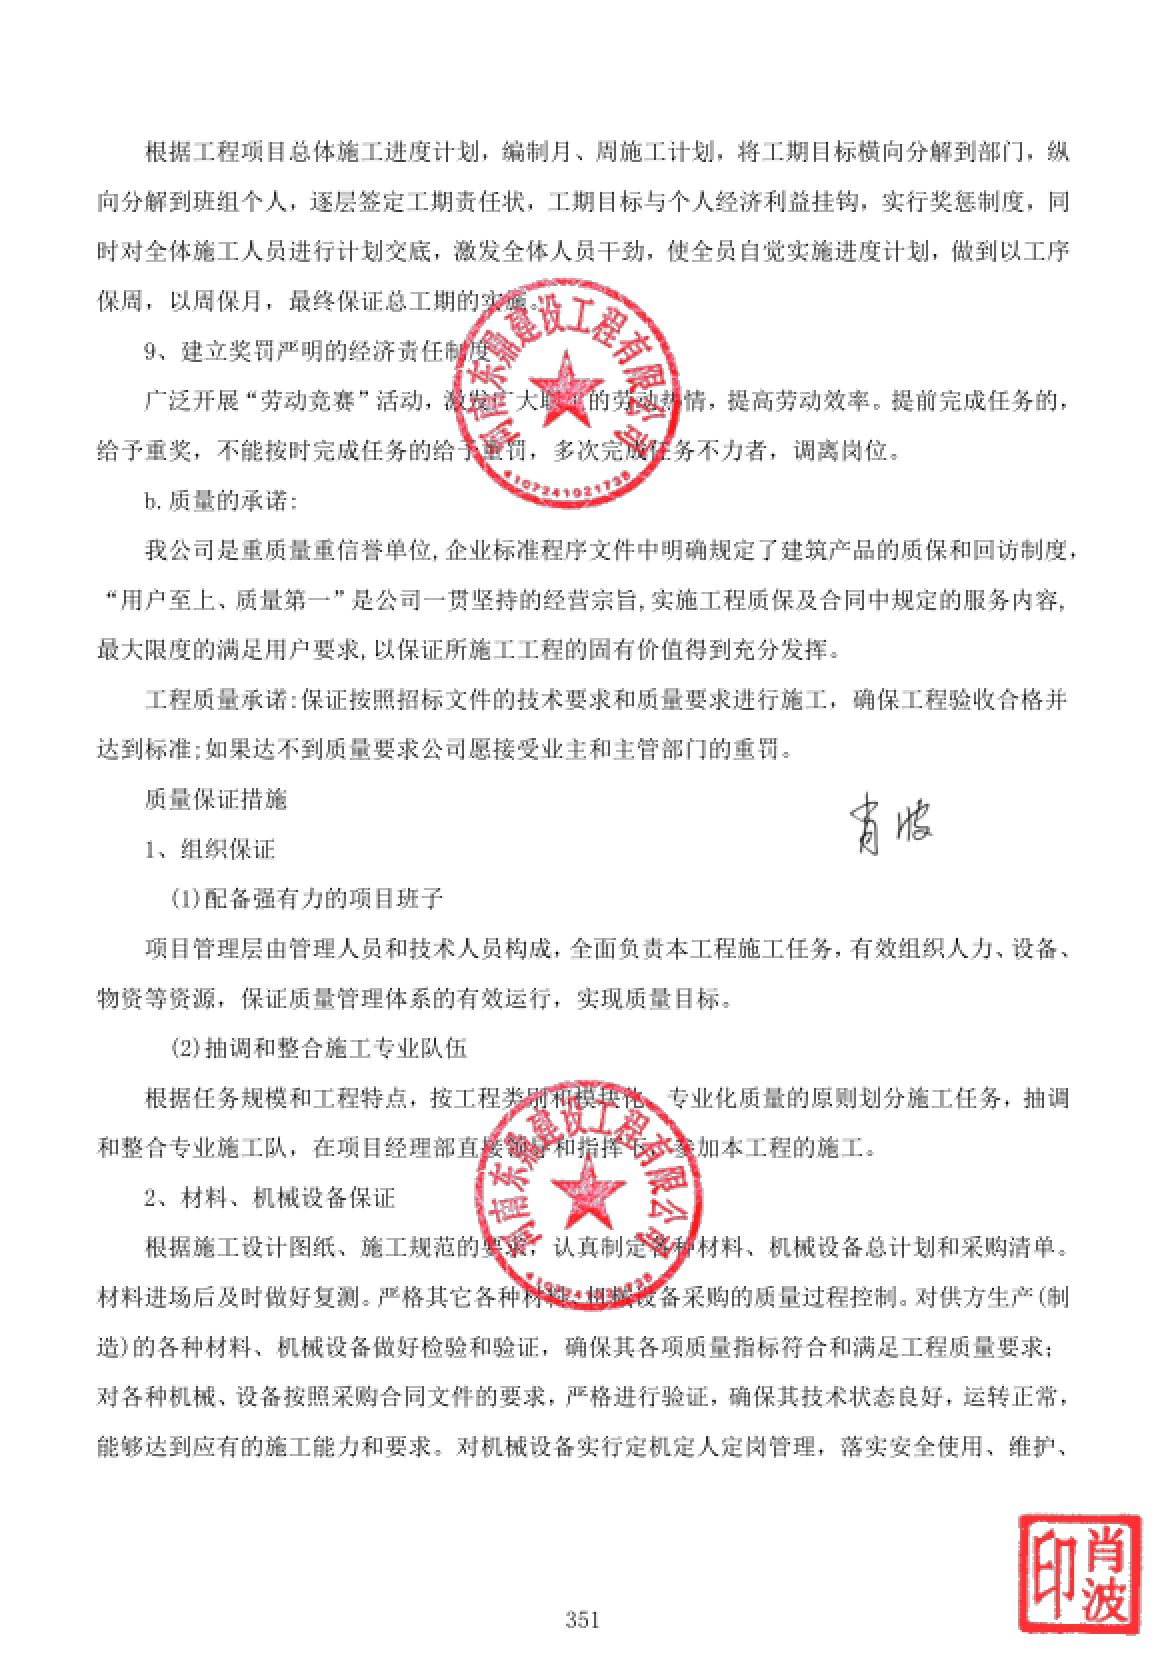 根据工程项目总体施工进度计划，编制月、周施工计划，将工期目标横向分解到部门，纵
向分解到班组个人，逐层签定工期责任状，工期目标与个人经济利益挂钩，实行奖惩制度，同
时对全体施工人员进行计划交底，激发全体人员干劲，使全员自觉实施进度计划，做到以工序
保周，以周保月，最终保证总工期的实施。
9、建立奖罚严明的经济责任制度
广泛开展“劳动竞赛”活动，激发广大职工的劳动热情，提高劳动效率。提前完成任务的，
给予重奖，不能按时完成任务的给予重罚，多次完成任务不力者，调离岗位。
河南东鼎建设工程有限公司
4107241021738
b.质量的承诺:
我公司是重质量重信誉单位,企业标准程序文件中明确规定了建筑产品的质保和回访制度，
“用户至上、质量第一”是公司一贯坚持的经营宗旨,实施工程质保及合同中规定的服务内容,
最大限度的满足用户要求,以保证所施工工程的固有价值得到充分发挥。
工程质量承诺:保证按照招标文件的技术要求和质量要求进行施工，确保工程验收合格并
达到标准;如果达不到质量要求公司愿接受业主和主管部门的重罚。
质量保证措施
肖波
1、组织保证
(1)配备强有力的项目班子
项目管理层由管理人员和技术人员构成，全面负责本工程施工任务，有效组织人力、设备、
物资等资源，保证质量管理体系的有效运行，实现质量目标。
(2)抽调和整合施工专业队伍
根据任务规模和工程特点，按工程类别和模块化、专业化质量的原则划分施工任务，抽调
和整合专业施工队，在项目经理部直接领导和指挥下，参加本工程的施工。
河南东鼎建设工程有限公司
4107241021738
2、材料、机械设备保证
根据施工设计图纸、施工规范的要求，认真制定各种材料、机械设备总计划和采购清单。
材料进场后及时做好复测。严格其它各种材料、机械设备采购的质量过程控制。对供方生产(制
造)的各种材料、机械设备做好检验和验证，确保其各项质量指标符合和满足工程质量要求；
对各种机械、设备按照采购合同文件的要求，严格进行验证，确保其技术状态良好，运转正常，
能够达到应有的施工能力和要求。对机械设备实行定机定人定岗管理，落实安全使用、维护、
肖波印
351